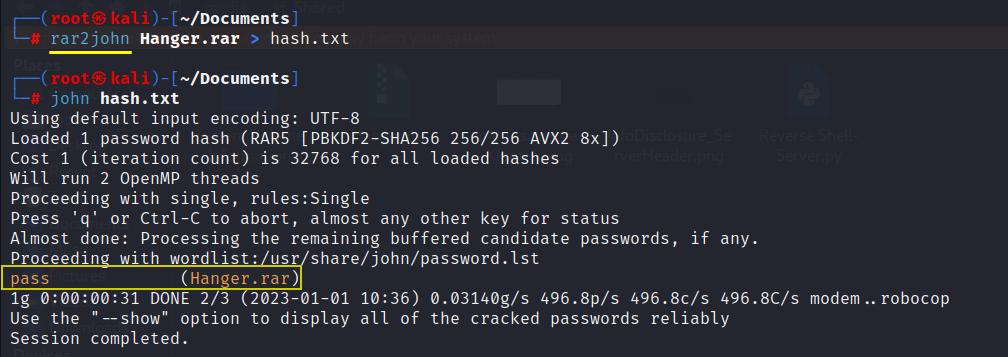 ┌──(root㉿kali)-[~/Documents]
└─# rar2john Hanger.rar > hash.txt
┌──(root㉿kali)-[~/Documents]
└─# john hash.txt
Using default input encoding: UTF-8
Loaded 1 password hash (RAR5 [PBKDF2-SHA256 256/256 AVX2 8x])
Cost 1 (iteration count) is 32768 for all loaded hashes
Will run 2 OpenMP threads
Proceeding with single, rules:Single
Press 'q' or Ctrl-C to abort, almost any other key for status
Almost done: Processing the remaining buffered candidate passwords, if any.
Proceeding with wordlist:/usr/share/john/password.lst
pass             (Hanger.rar)
1g 0:00:00:31 DONE 2/3 (2023-01-01 10:36) 0.03140g/s 496.8p/s 496.8c/s 496.8C/s modem..robocop
Use the "--show" option to display all of the cracked passwords reliably
Session completed.
Places
Reverse Shell-
Server.py